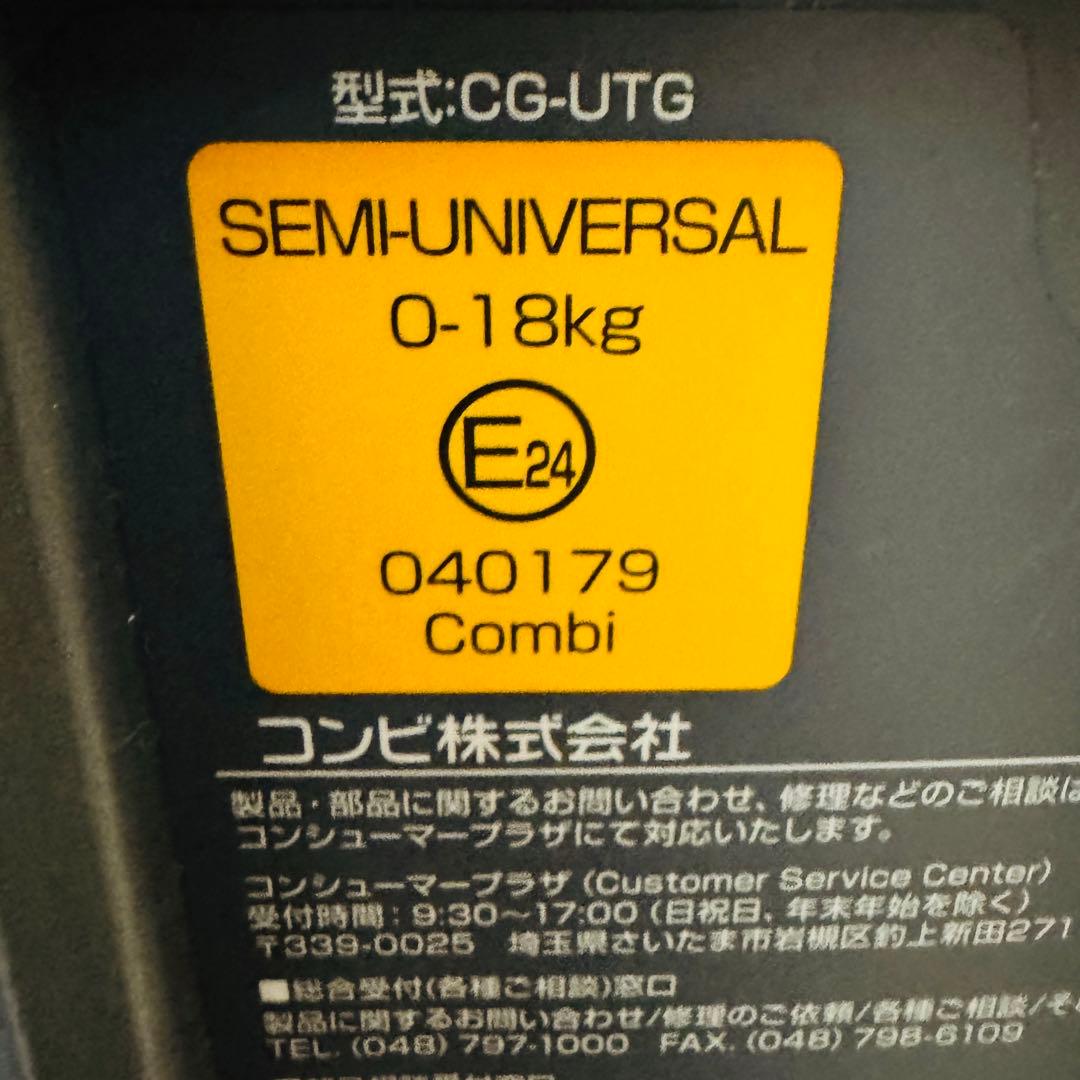 型式:CG-UTG
SEMI-UNIVERSAL
0-18kg
E24
040179
Combi
コンビ株式会社
製品・部品に関するお問い合わせ、修理などのご相談は
コンシューマープラザにて対応いたします。
コンシューマープラザ (Customer Service Center)
受付時間：9:30～17:00 (日祝日、年末年始を除く)
〒339-0025 埼玉県さいたま市岩槻区釣上新田271
■総合受付(各種ご相談)窓口
製品に関するお問い合わせ/修理のご依頼/各種ご相談/その
TEL. (048) 797-1000 FAX. (048) 798-6109